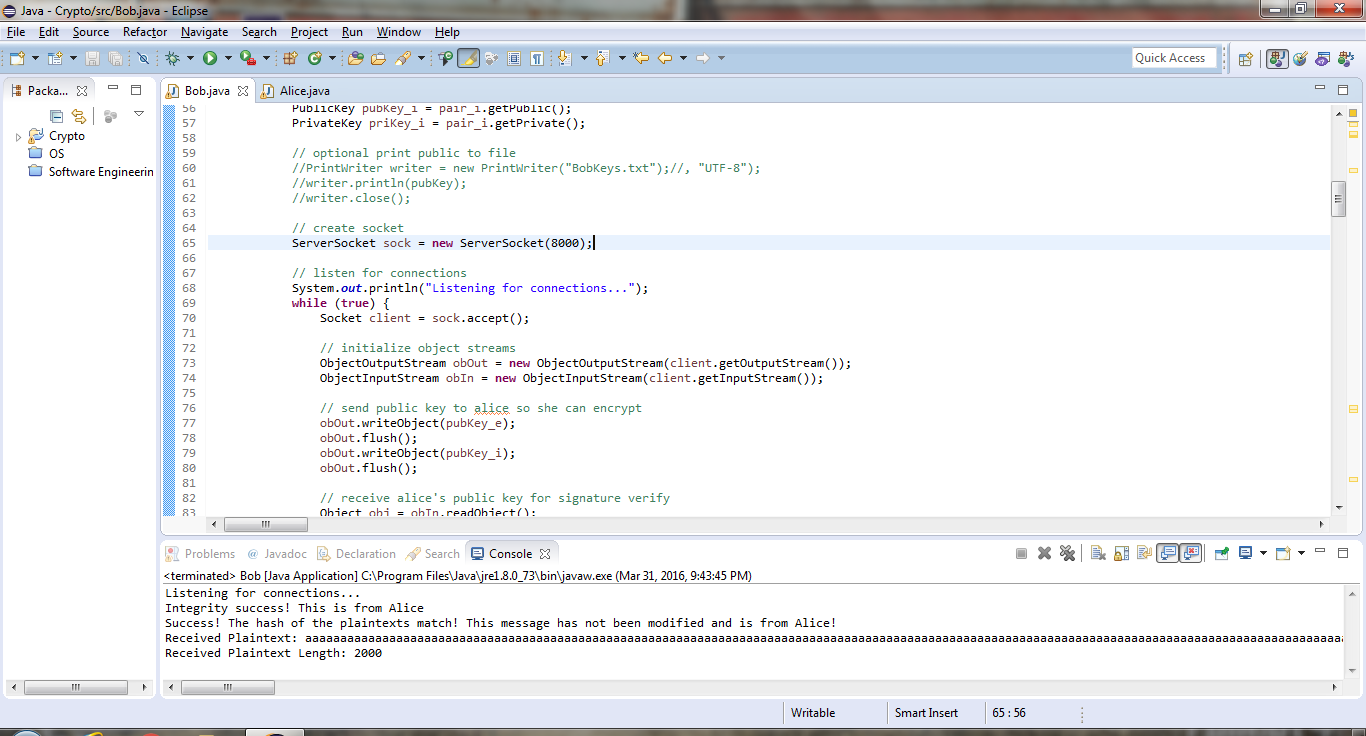 Java - Crypto/src/Bob.java - Eclipse
File Edit Source Refactor Navigate Search Project Run Window Help
Quick Access
Packa...
Crypto
OS
Software Engineerin
Bob.java Alice.java
56 PublicKey pubKey_i = pair_i.getPublic();
57 PrivateKey priKey_i = pair_i.getPrivate();
58
59 // optional print public to file
60 //PrintWriter writer = new PrintWriter("BobKeys.txt");//, "UTF-8");
61 //writer.println(pubKey);
62 //writer.close();
63
64 // create socket
65 ServerSocket sock = new ServerSocket(8000);
66
67 // listen for connections
68 System.out.println("Listening for connections...");
69 while (true) {
70 Socket client = sock.accept();
71
72 // initialize object streams
73 ObjectOutputStream obOut = new ObjectOutputStream(client.getOutputStream());
74 ObjectInputStream obIn = new ObjectInputStream(client.getInputStream());
75
76 // send public key to alice so she can encrypt
77 obOut.writeObject(pubKey_e);
78 obOut.flush();
79 obOut.writeObject(pubKey_i);
80 obOut.flush();
81
82 // receive alice's public key for signature verify
83 Object obj = obIn.readObject();
Problems @ Javadoc Declaration Search Console
<terminated> Bob [Java Application] C:\Program Files\Java\jre1.8.0_73\bin\javaw.exe (Mar 31, 2016, 9:43:45 PM)
Listening for connections...
Integrity success! This is from Alice
Success! The hash of the plaintexts match! This message has not been modified and is from Alice!
Received Plaintext: aaaaaaaaaaaaaaaaaaaaaaaaaaaaaaaaaaaaaaaaaaaaaaaaaaaaaaaaaaaaaaaaaaaaaaaaaaaaaaaaaaaaaaaaaaaaaaaaaaaaaaaaaaaaaaaaaaaaaaaaaaaaaaaaaaaaaaaaaaaaaaaaaaaa
Received Plaintext Length: 2000
Writable Smart Insert 65 : 56